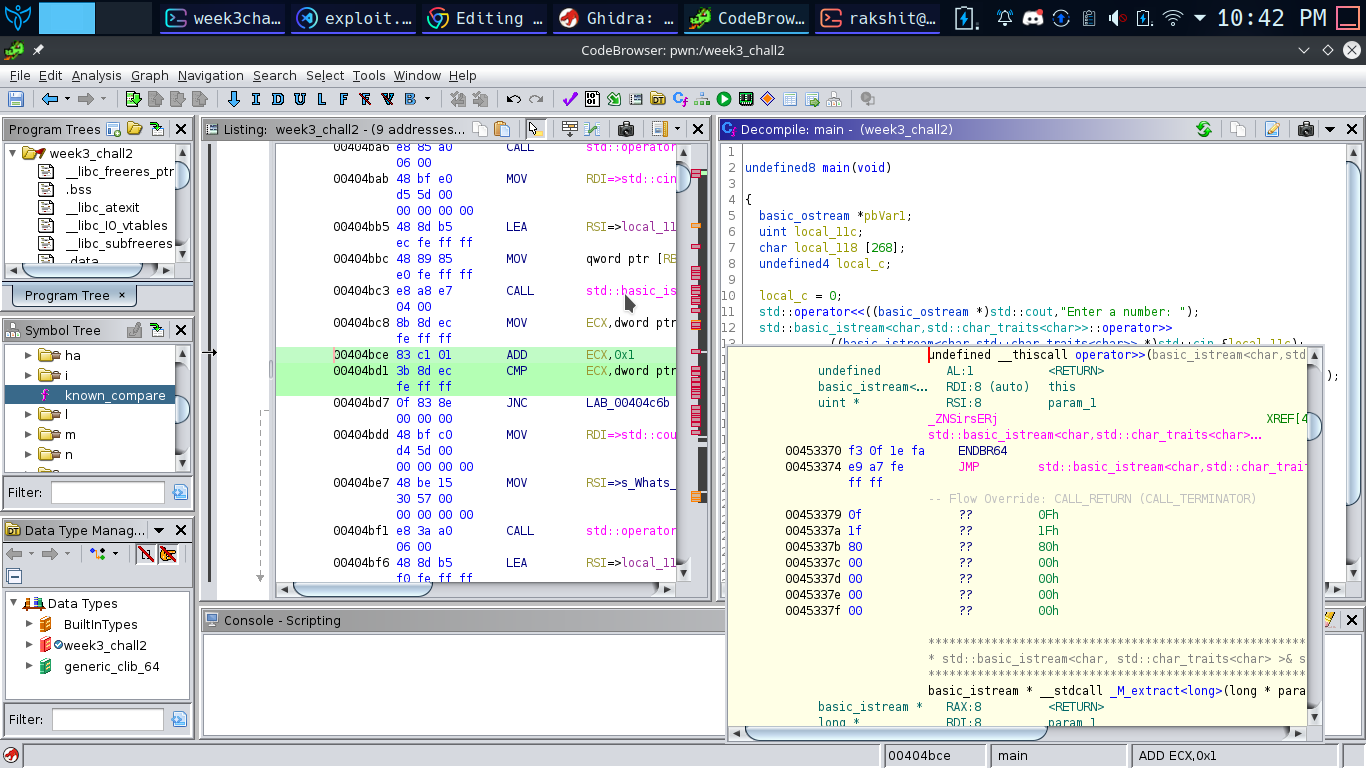 week3cha...
exploit....
Editing ...
Ghidra: ...
CodeBrow...
rakshit@...
10:42 PM
CodeBrowser: pwn:/week3_chall2
File Edit Analysis Graph Navigation Search Select Tools Window Help
I D U L F R V B
Program Trees
week3_chall2
__libc_freeres_ptr
.bss
__libc_atexit
__libc_IO_vtables
__libc_subfreeres
.data
Program Tree ×
Symbol Tree
ha
i
known_compare
l
m
n
Filter:
Data Type Manag...
Data Types
BuiltInTypes
week3_chall2
generic_clib_64
Filter:
Listing: week3_chall2 - (9 addresses...
00404ba6 e8 85 a0 CALL std::operator
06 00
00404bab 48 bf e0 MOV RDI=>std::cin
d5 5d 00
00 00 00 00
00404bb5 48 8d b5 LEA RSI=>local_11
ec fe ff ff
00404bbc 48 89 85 MOV qword ptr [RB
e0 fe ff ff
00404bc3 e8 a8 e7 CALL std::basic_is
04 00
00404bc8 8b 8d ec MOV ECX,dword ptr
fe ff ff
00404bce 83 c1 01 ADD ECX,0x1
00404bd1 3b 8d ec CMP ECX,dword ptr
fe ff ff
00404bd7 0f 83 8e JNC LAB_00404c6b
00 00 00
00404bdd 48 bf c0 MOV RDI=>std::cou
d4 5d 00
00 00 00 00
00404be7 48 be 15 MOV RSI=>s_Whats_
30 57 00
00 00 00 00
00404bf1 e8 3a a0 CALL std::operator
06 00
00404bf6 48 8d b5 LEA RSI=>local_11
f0 fe ff ff
Console - Scripting
Decompile: main - (week3_chall2)
1
2 undefined8 main(void)
3
4 {
5 basic_ostream *pbVar1;
6 uint local_11c;
7 char local_118 [268];
8 undefined4 local_c;
9
10 local_c = 0;
11 std::operator<<((basic_ostream *)std::cout,"Enter a number: ");
12 std::basic_istream<char,std::char_traits<char>>::operator>>
((basic_istream<char,std::char_traits<char>> *)std::cin,&local_11c);
);
undefined __thiscall operator>>(basic_istream<char,std
undefined AL:1 <RETURN>
basic_istream<... RDI:8 (auto) this
uint * RSI:8 param_1
_ZNSirsERj XREF[4
std::basic_istream<char,std::char_traits<char>...
00453370 f3 0f 1e fa ENDBR64
00453374 e9 a7 fe JMP std::basic_istream<char,std::char_trait
ff ff
-- Flow Override: CALL_RETURN (CALL_TERMINATOR)
00453379 0f ?? 0Fh
0045337a 1f ?? 1Fh
0045337b 80 ?? 80h
0045337c 00 ?? 00h
0045337d 00 ?? 00h
0045337e 00 ?? 00h
0045337f 00 ?? 00h
* std::basic_istream<char, std::char_traits<char> >& s
basic_istream * __stdcall _M_extract<long>(long * para
basic_istream * RAX:8 <RETURN>
long * RDI:8 param_1
00404bce
main
ADD ECX,0x1